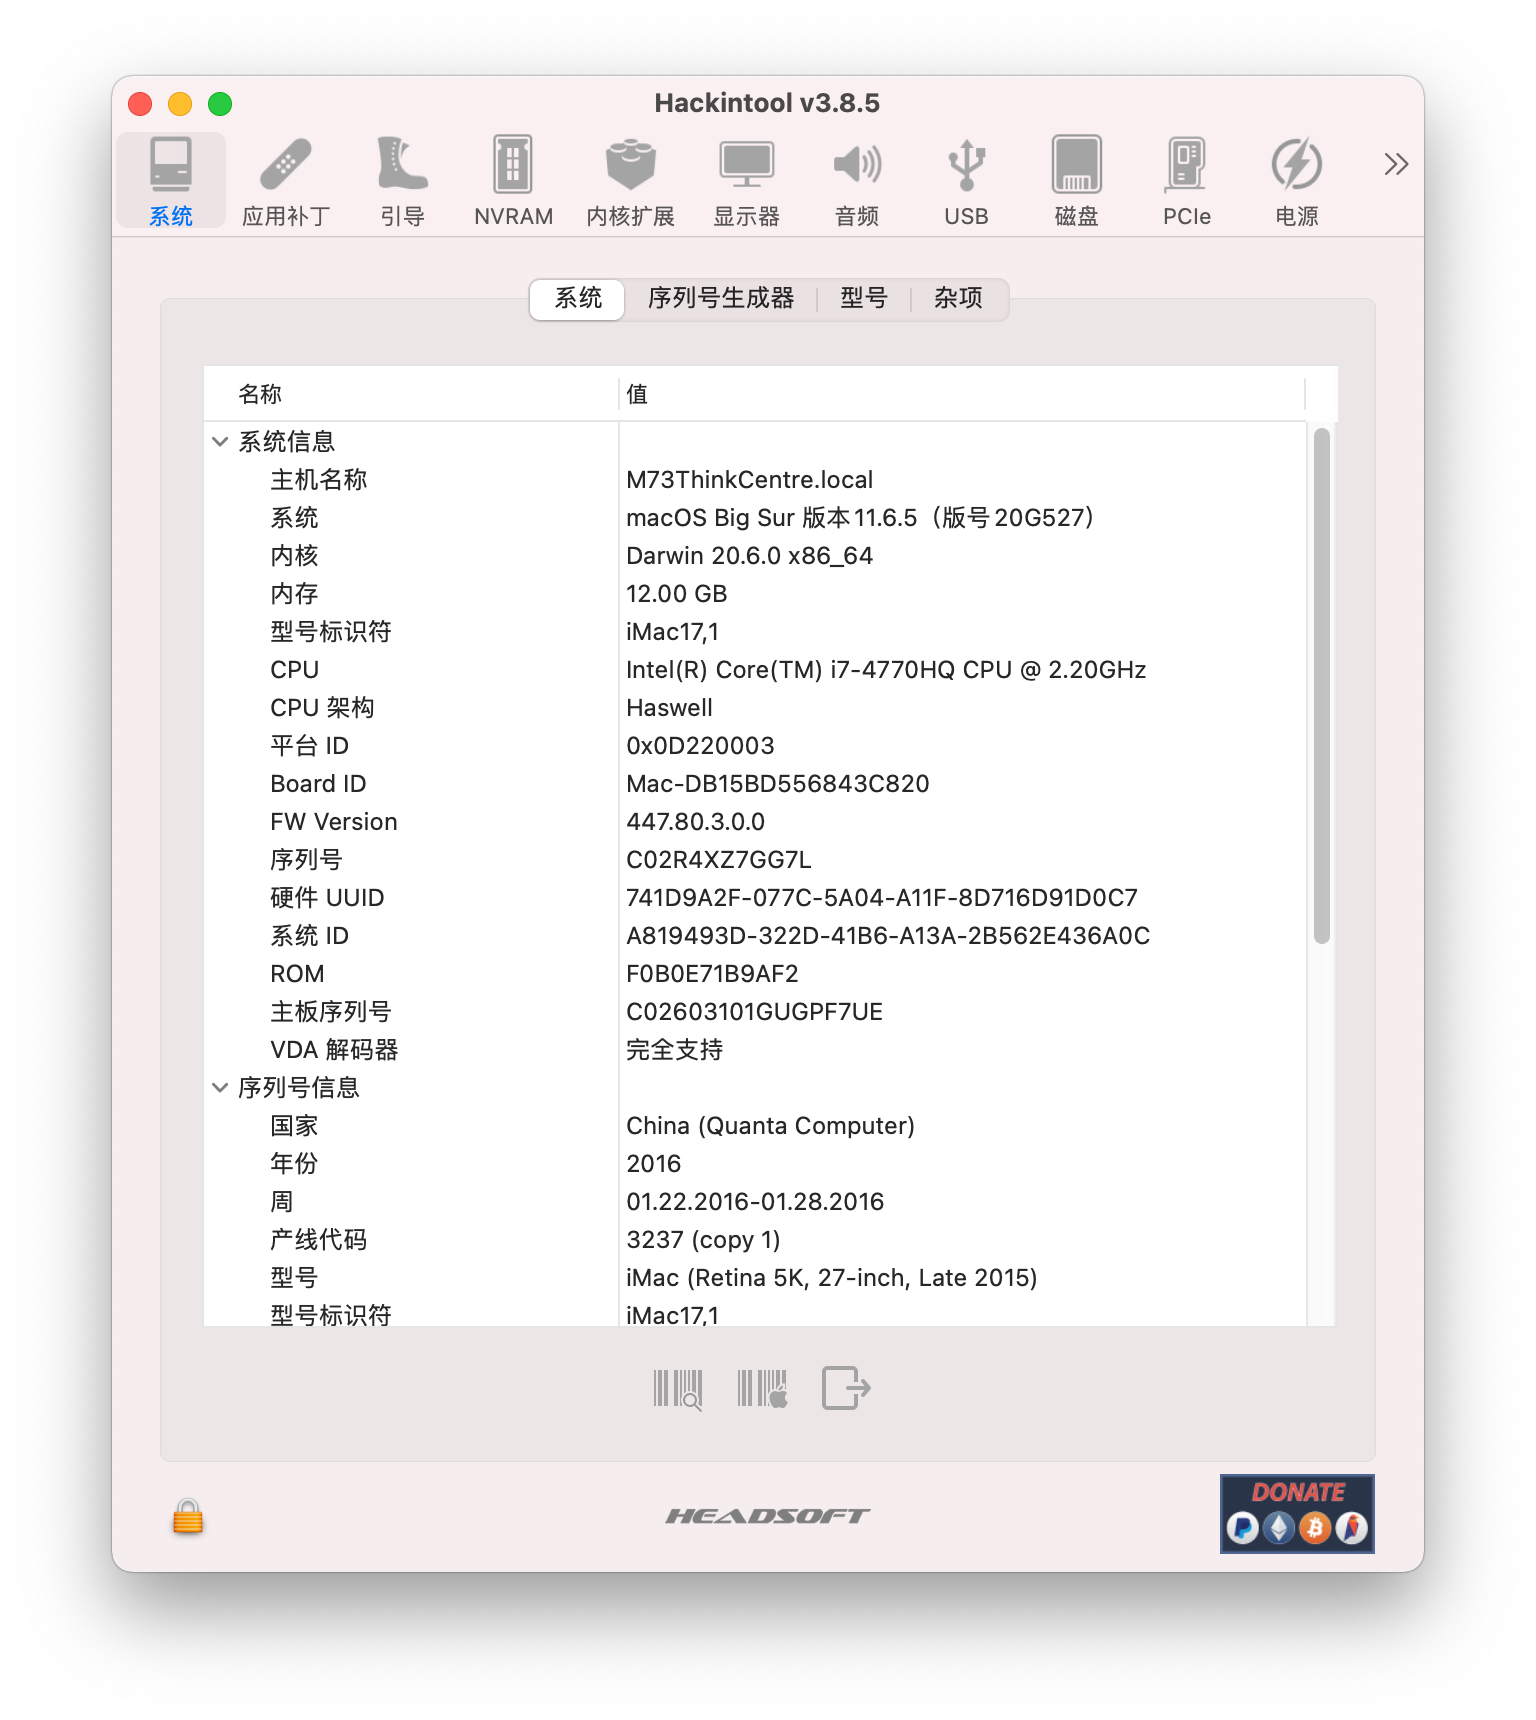 Hackintool v3.8.5
系统 应用补丁 引导 NVRAM 内核扩展 显示器 音频 USB 磁盘 PCIe 电源
系统 序列号生成器 型号 杂项
名称 值
系统信息
主机名称 M73ThinkCentre.local
系统 macOS Big Sur 版本11.6.5（版号20G527）
内核 Darwin 20.6.0 x86_64
内存 12.00 GB
型号标识符 iMac17,1
CPU Intel(R) Core(TM) i7-4770HQ CPU @ 2.20GHz
CPU 架构 Haswell
平台 ID 0x0D220003
Board ID Mac-DB15BD556843C820
FW Version 447.80.3.0.0
序列号 C02R4XZ7GG7L
硬件 UUID 741D9A2F-077C-5A04-A11F-8D716D91D0C7
系统 ID A819493D-322D-41B6-A13A-2B562E436A0C
ROM F0B0E71B9AF2
主板序列号 C02603101GUGPF7UE
VDA 解码器 完全支持
序列号信息
国家 China (Quanta Computer)
年份 2016
周 01.22.2016-01.28.2016
产线代码 3237 (copy 1)
型号 iMac (Retina 5K, 27-inch, Late 2015)
型号标识符 iMac17,1
HEADSOFT
DONATE